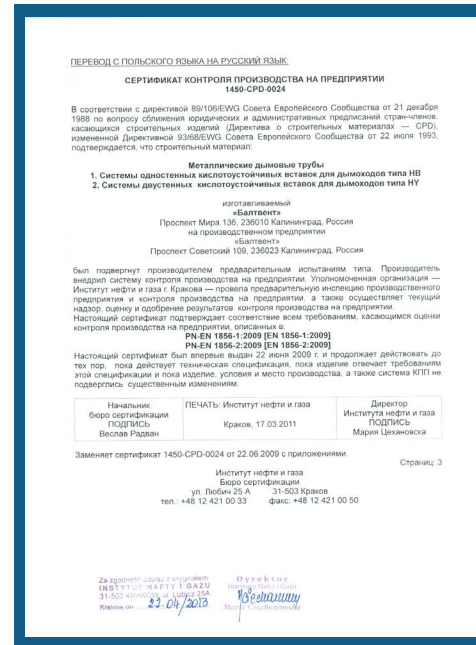 ПЕРЕВОД С ПОЛЬСКОГО ЯЗЫКА НА РУССКИЙ ЯЗЫК.
СЕРТИФИКАТ КОНТРОЛЯ ПРОИЗВОДСТВА НА ПРЕДПРИЯТИИ
1450-CPD-0024
В соответствии с директивой 89/106/EWG Совета Европейского Сообщества от 21 декабря
1988 по вопросу сближения юридических и административных предписаний стран-членов,
касающихся строительных изделий (Директива о строительных материалах — CPD),
измененной Директивной 93/68/EWG Совета Европейского Сообщества от 22 июля 1993,
подтверждается, что строительный материал:
Металлические дымовые трубы
1. Системы одностенных кислотоустойчивых вставок для дымоходов типа HB
2. Системы двустенных кислотоустойчивых вставок для дымоходов типа HY
изготавливаемый
«Балтвент»
Проспект Мира 136, 236010 Калининград, Россия
на производственном предприятии
«Балтвент»
Проспект Советский 109, 236023 Калининград, Россия
был подвергнут производителем предварительным испытаниям типа. Производитель
внедрил систему контроля производства на предприятии. Уполномоченная организация —
Институт нефти и газа г. Кракова — провела предварительную инспекцию производственного
предприятия и контроля производства на предприятии, а также осуществляет текущий
надзор, оценку и одобрение результатов контроля производства на предприятии.
Настоящий сертификат подтверждает соответствие всем требованиям, касающимся оценки
контроля производства на предприятии, описанных в:
PN-EN 1856-1:2009 [EN 1856-1:2009]
PN-EN 1856-2:2009 [EN 1856-2:2009]
Настоящий сертификат был впервые выдан 22 июня 2009 г. и продолжает действовать до
тех пор, пока действует техническая спецификация, пока изделие отвечает требованиям
этой спецификации и пока изделие, условия и место производства, а также система КПП не
подверглись существенным изменениям.
Начальник
бюро сертификации
ПОДПИСЬ
Веслав Радван
ПЕЧАТЬ: Институт нефти и газа
Краков, 17.03.2011
Директор
Института нефти и газа
ПОДПИСЬ
Мария Цехановска
Заменяет сертификат 1450-CPD-0024 от 22.06.2009 с приложениями.
Страниц: 3
Институт нефти и газа
Бюро сертификации
ул. Любич 25 А 31-503 Краков
тел.: +48 12 421 00 33 факс: +48 12 421 00 50
Za zgodność odpisu z oryginałem
INSTYTUT NAFTY I GAZU
31-503 KRAKÓW, ul. Lubicz 25A
Kraków, dn. 22.04/2013
Dyrektor
Instytutu Nafty i Gazu
Maria Ciechanowska